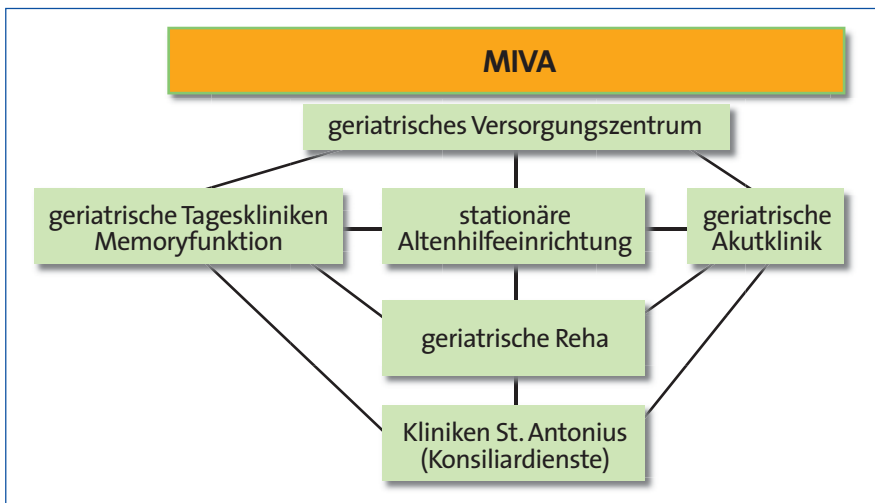 MIVA
geriatrisches Versorgungszentrum
geriatrische Tageskliniken
Memoryfunktion
stationäre
Altenhilfeeinrichtung
geriatrische
Akutklinik
geriatrische Reha
Kliniken St. Antonius
(Konsiliardienste)